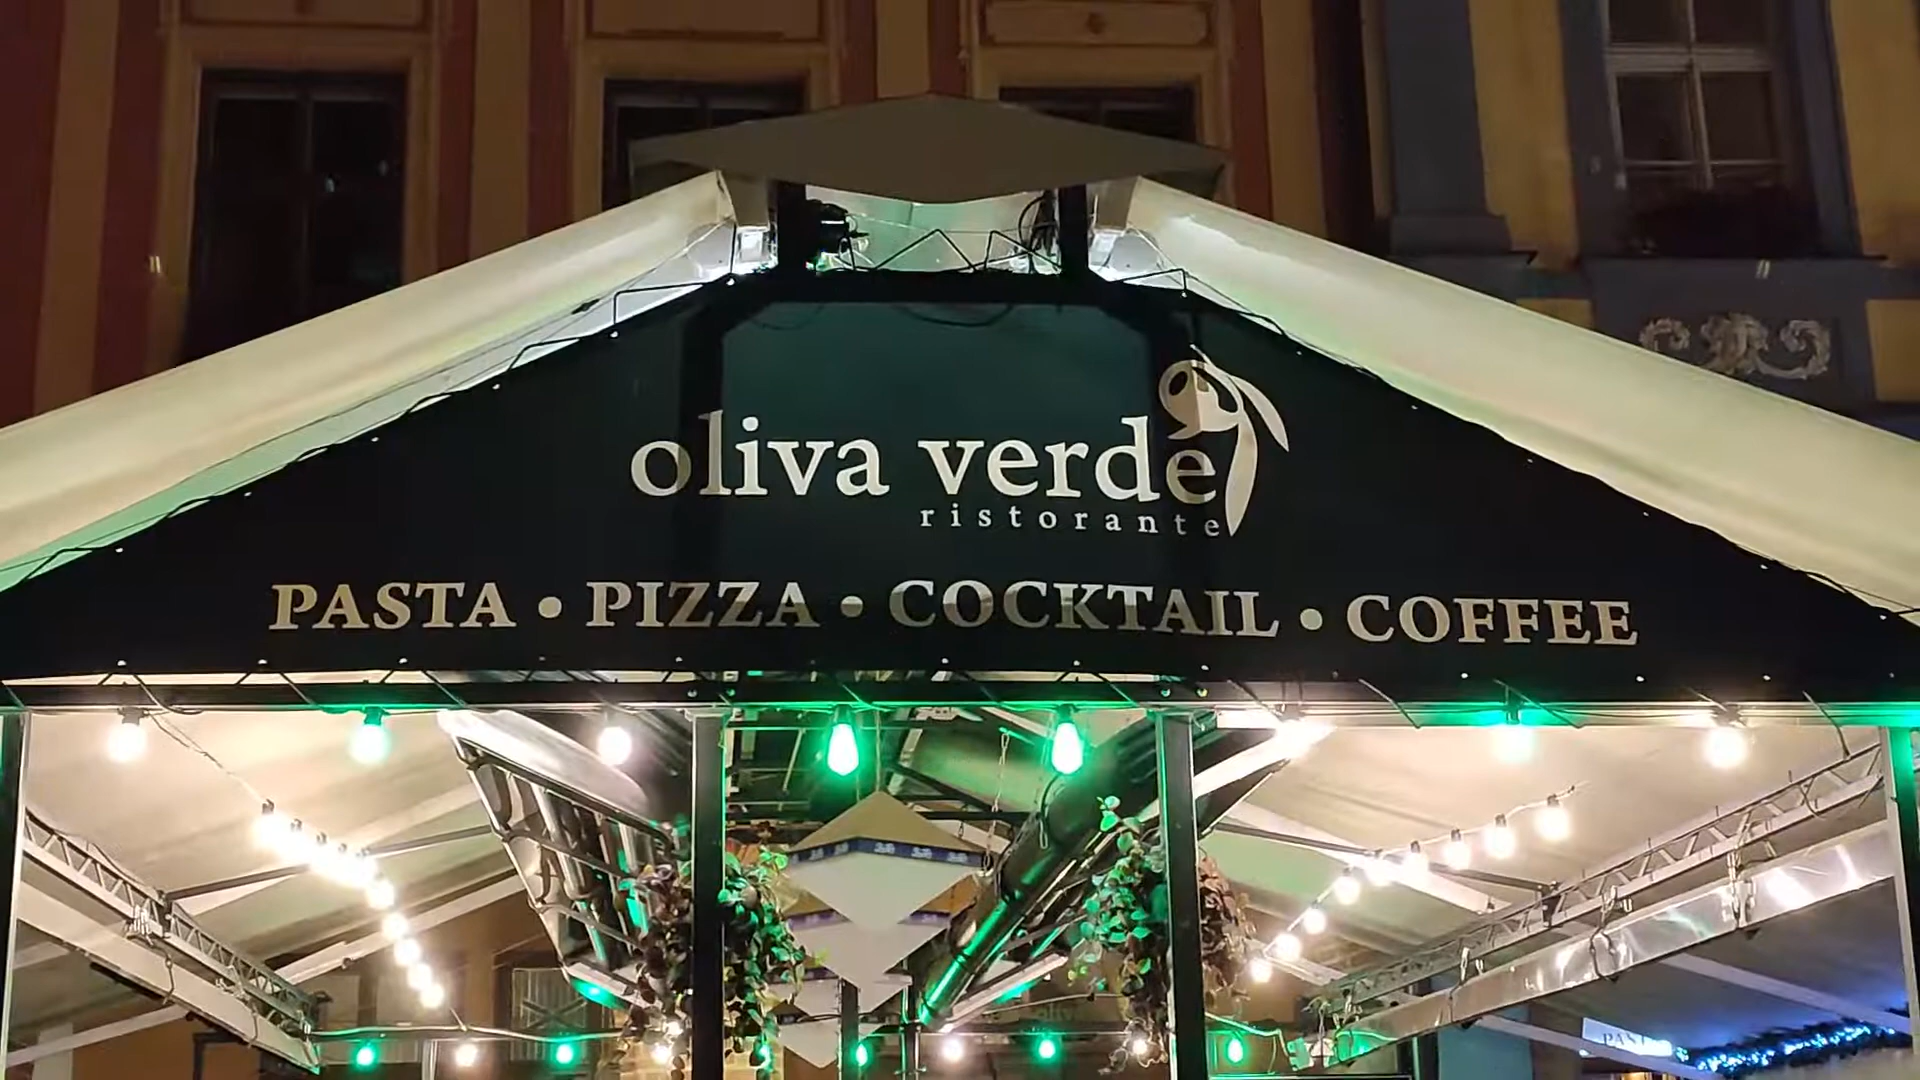 oliva verde
ristorante
PASTA • PIZZA • COCKTAIL • COFFEE